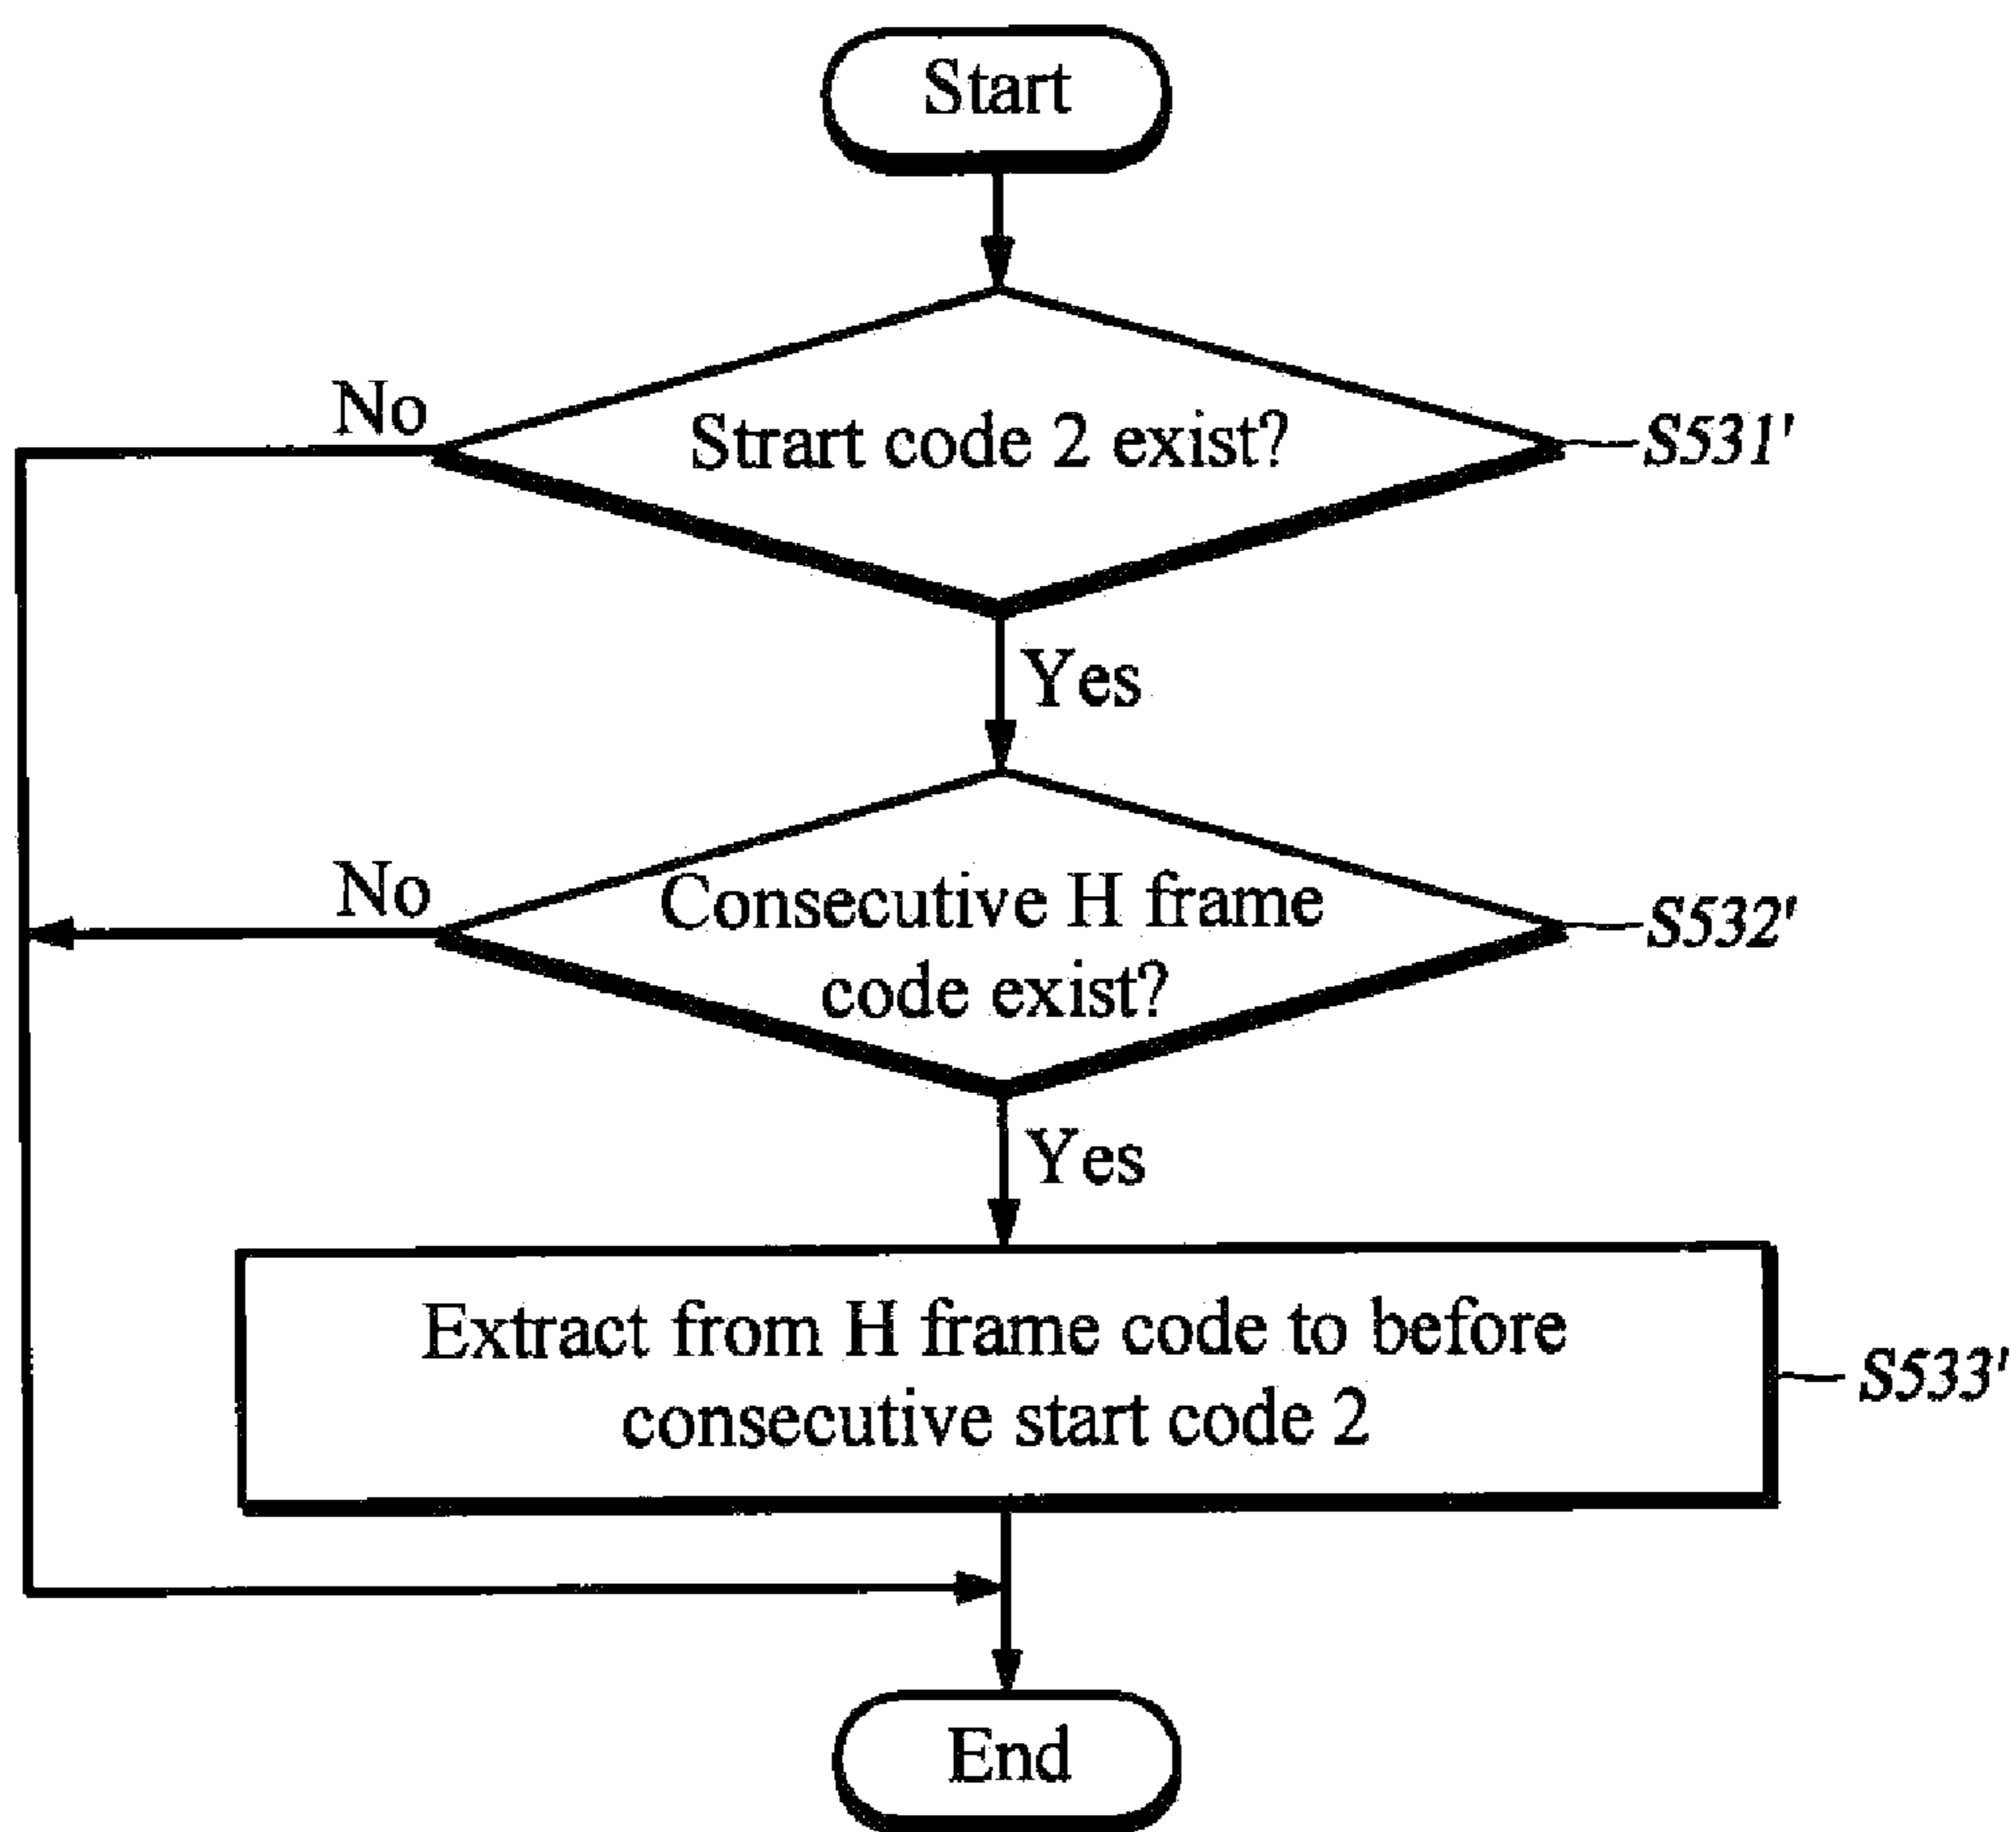 Start
No
Strart code 2 exist?
S531'
Yes
No
Consecutive H frame
code exist?
S532'
Yes
Extract from H frame code to before
consecutive start code 2
S533'
End